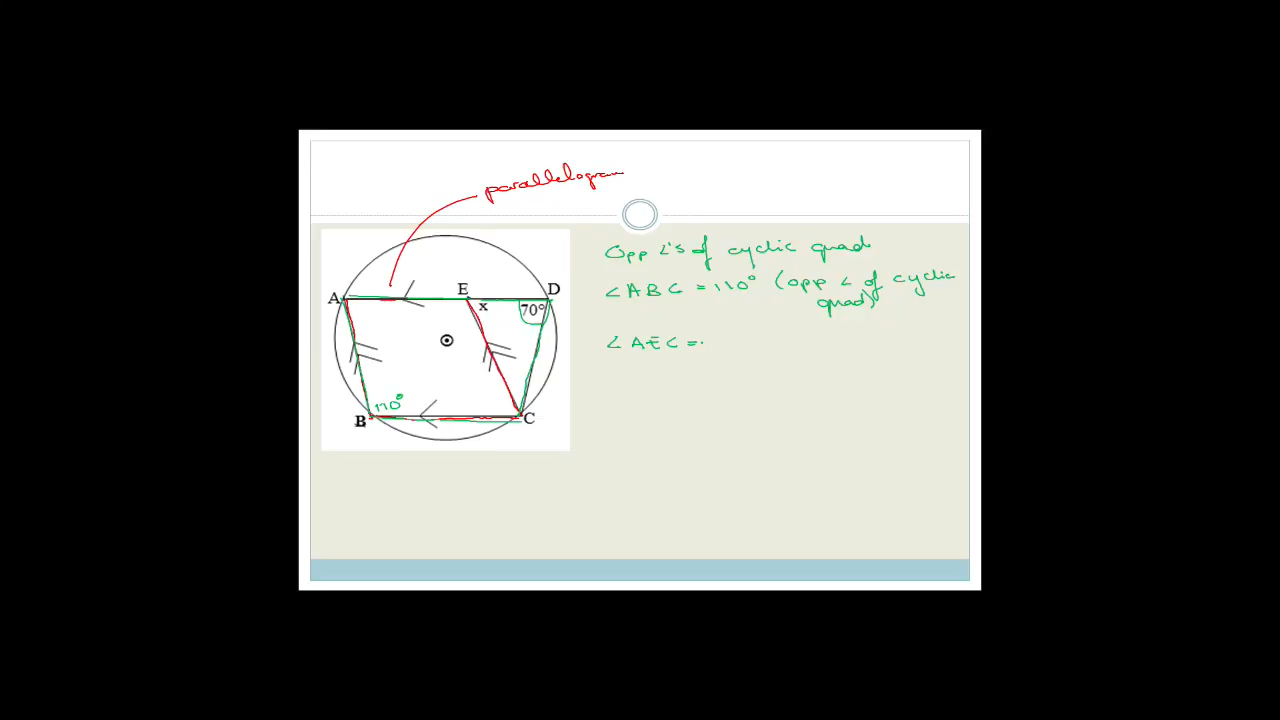 parallelogram
Opp ∠'s of cyclic quad
∠ABC = 110° (opp ∠ of cyclic
quad)
∠AEC =
A E D
x 70°
110°
B C